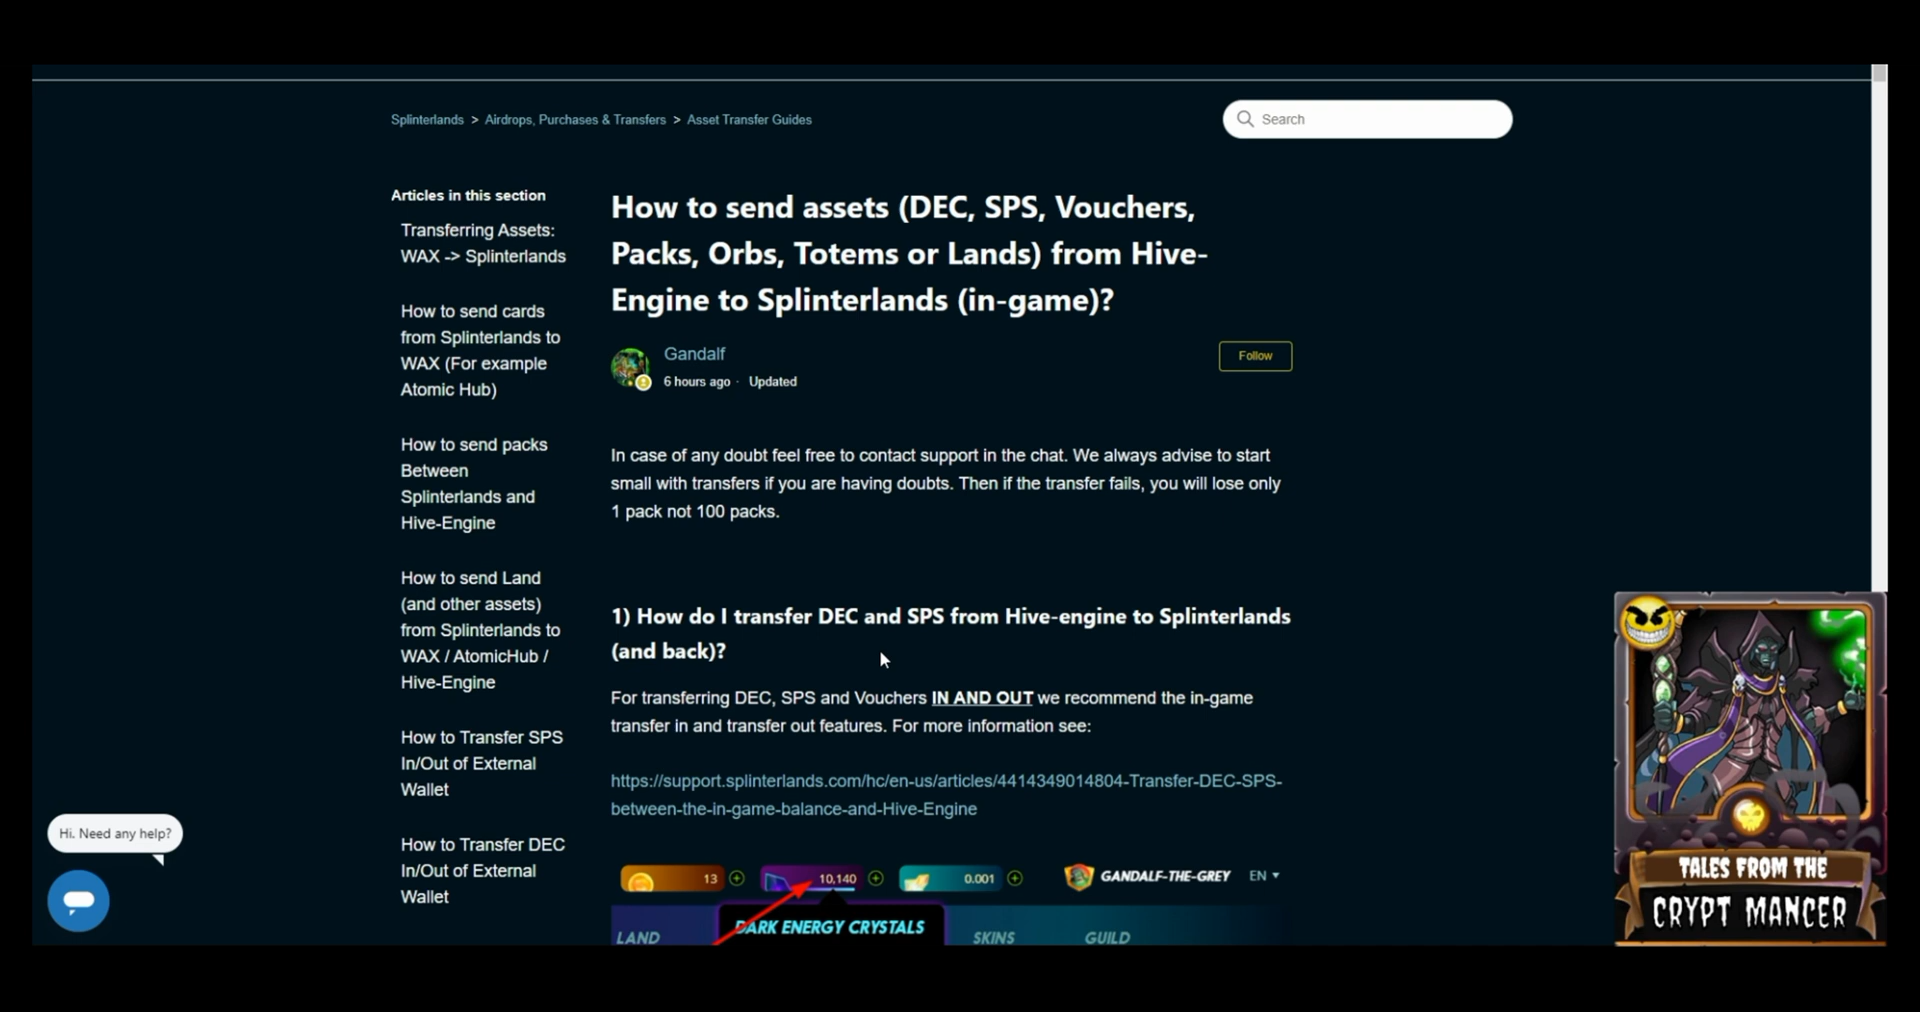 Splinterlands > Airdrops, Purchases & Transfers > Asset Transfer Guides
Search
Articles in this section
Transferring Assets:
WAX -> Splinterlands
How to send cards
from Splinterlands to
WAX (For example
Atomic Hub)
How to send packs
Between
Splinterlands and
Hive-Engine
How to send Land
(and other assets)
from Splinterlands to
WAX / AtomicHub /
Hive-Engine
How to Transfer SPS
In/Out of External
Wallet
How to Transfer DEC
In/Out of External
Wallet
How to send assets (DEC, SPS, Vouchers,
Packs, Orbs, Totems or Lands) from Hive-
Engine to Splinterlands (in-game)?
Gandalf
6 hours ago · Updated
Follow
In case of any doubt feel free to contact support in the chat. We always advise to start
small with transfers if you are having doubts. Then if the transfer fails, you will lose only
1 pack not 100 packs.
1) How do I transfer DEC and SPS from Hive-engine to Splinterlands
(and back)?
For transferring DEC, SPS and Vouchers IN AND OUT we recommend the in-game
transfer in and transfer out features. For more information see:
https://support.splinterlands.com/hc/en-us/articles/4414349014804-Transfer-DEC-SPS-
between-the-in-game-balance-and-Hive-Engine
13 10,140 0.001 GANDALF-THE-GREY EN
LAND DARK ENERGY CRYSTALS SKINS GUILD
Hi. Need any help?
TALES FROM THE
CRYPT MANCER